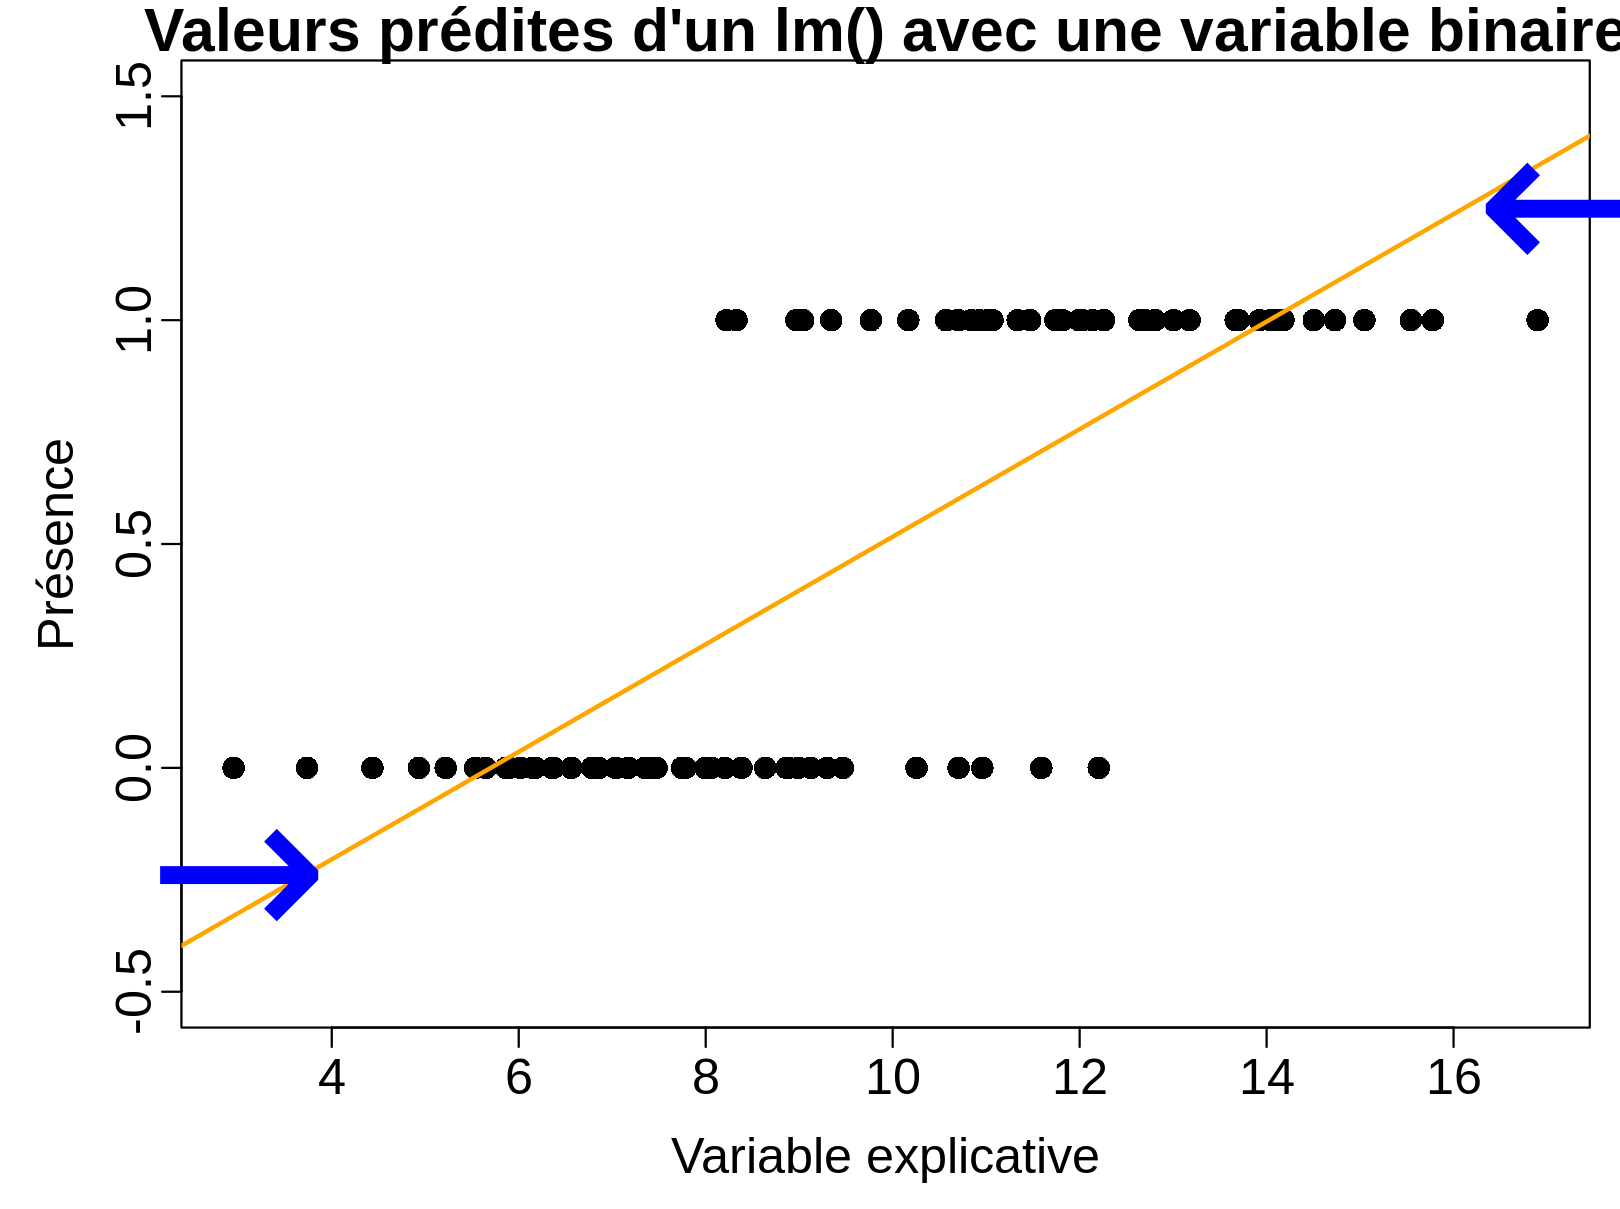 Valeurs prédites d'un lm() avec une variable binaire
1.5
1.0
0.5
0.0
-0.5
Présence
4 6 8 10 12 14 16
Variable explicative